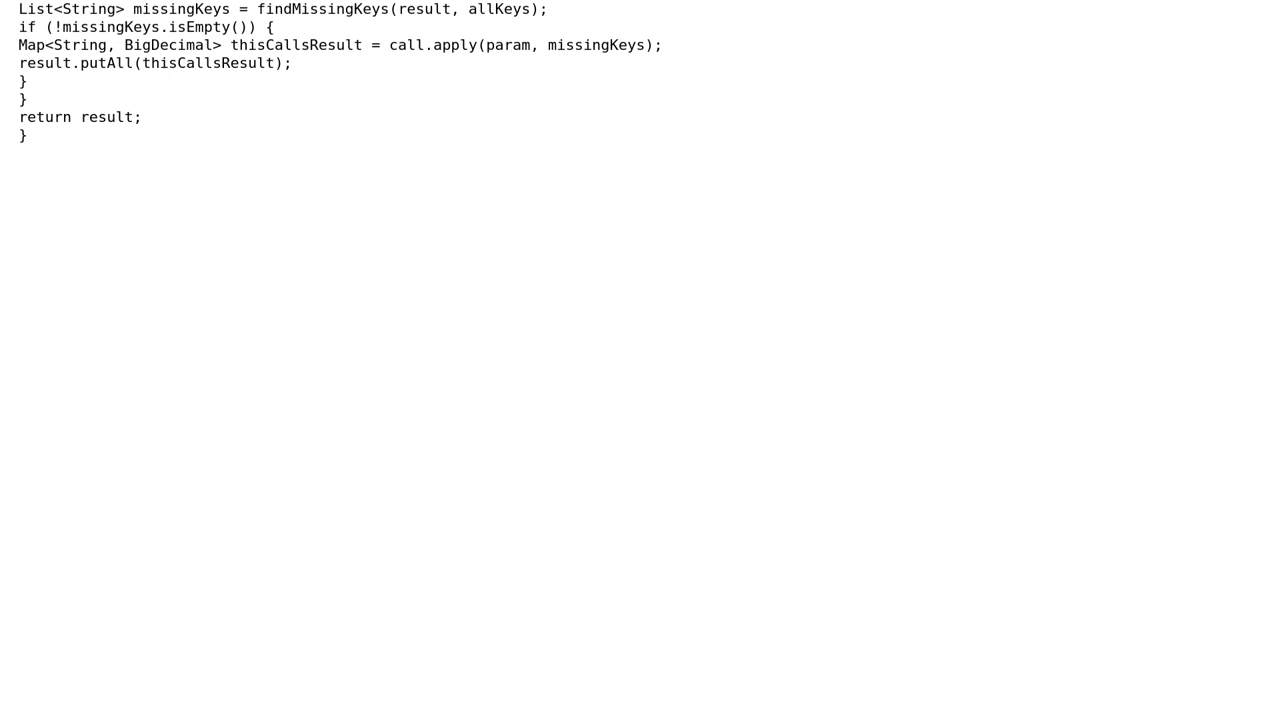 List<String> missingKeys = findMissingKeys(result, allKeys);
if (!missingKeys.isEmpty()) {
Map<String, BigDecimal> thisCallsResult = call.apply(param, missingKeys);
result.putAll(thisCallsResult);
}
}
return result;
}